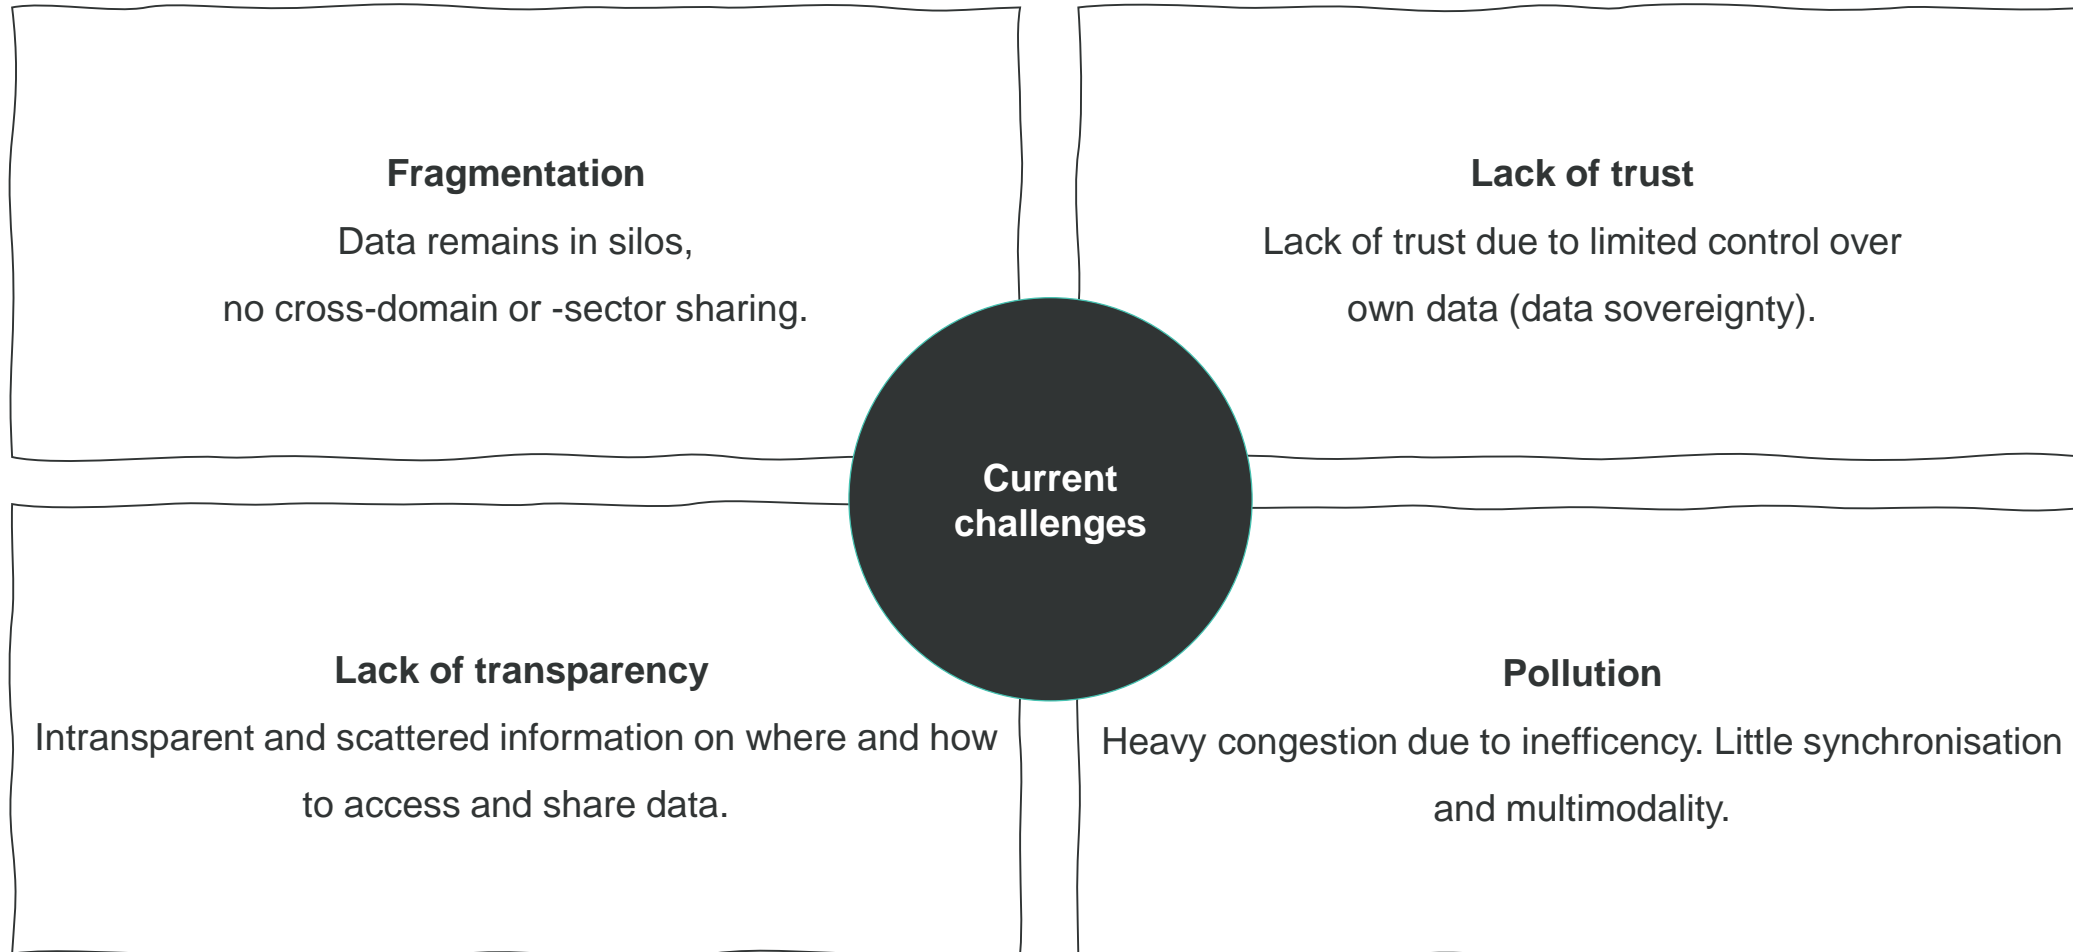 Fragmentation
Data remains in silos,
no cross-domain or -sector sharing.
Lack of trust
Lack of trust due to limited control over
own data (data sovereignty).
Current
challenges
Lack of transparency
Intransparent and scattered information on where and how
to access and share data.
Pollution
Heavy congestion due to inefficency. Little synchronisation
and multimodality.